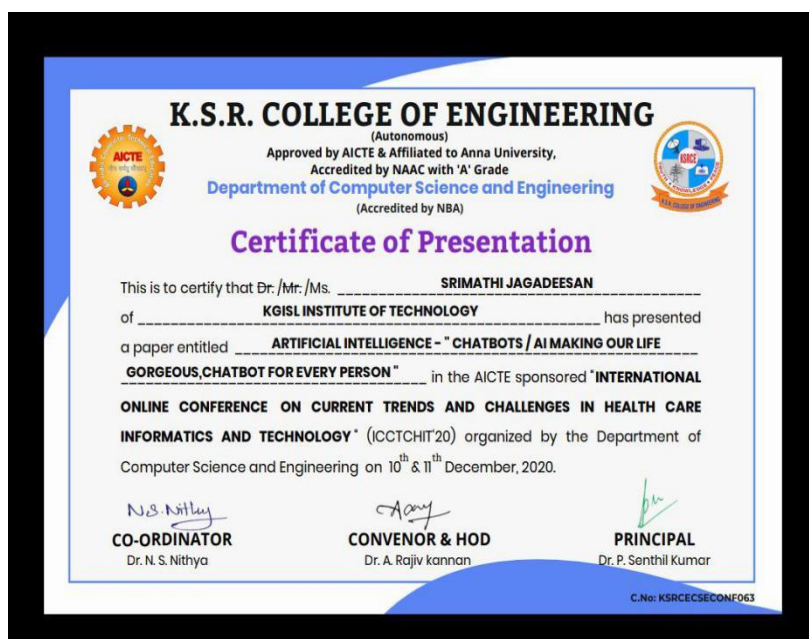 K.S.R. COLLEGE OF ENGINEERING
(Autonomous)
Approved by AICTE & Affiliated to Anna University,
Accredited by NAAC with 'A' Grade
Department of Computer Science and Engineering
(Accredited by NBA)
AICTE
KSRCE
K.S.R. COLLEGE OF ENGINEERING
Certificate of Presentation
This is to certify that Dr. /Mr. /Ms. SRIMATHI JAGADEESAN
of KGISL INSTITUTE OF TECHNOLOGY has presented
a paper entitled ARTIFICIAL INTELLIGENCE - " CHATBOTS / AI MAKING OUR LIFE
GORGEOUS,CHATBOT FOR EVERY PERSON " in the AICTE sponsored "INTERNATIONAL
ONLINE CONFERENCE ON CURRENT TRENDS AND CHALLENGES IN HEALTH CARE
INFORMATICS AND TECHNOLOGY" (ICCTCHIT'20) organized by the Department of
Computer Science and Engineering on 10th & 11th December, 2020.
N.S. Nithy
CO-ORDINATOR CONVENOR & HOD PRINCIPAL
Dr. N. S. Nithya Dr. A. Rajiv kannan Dr. P. Senthil Kumar
C.No: KSRCECSECONF063